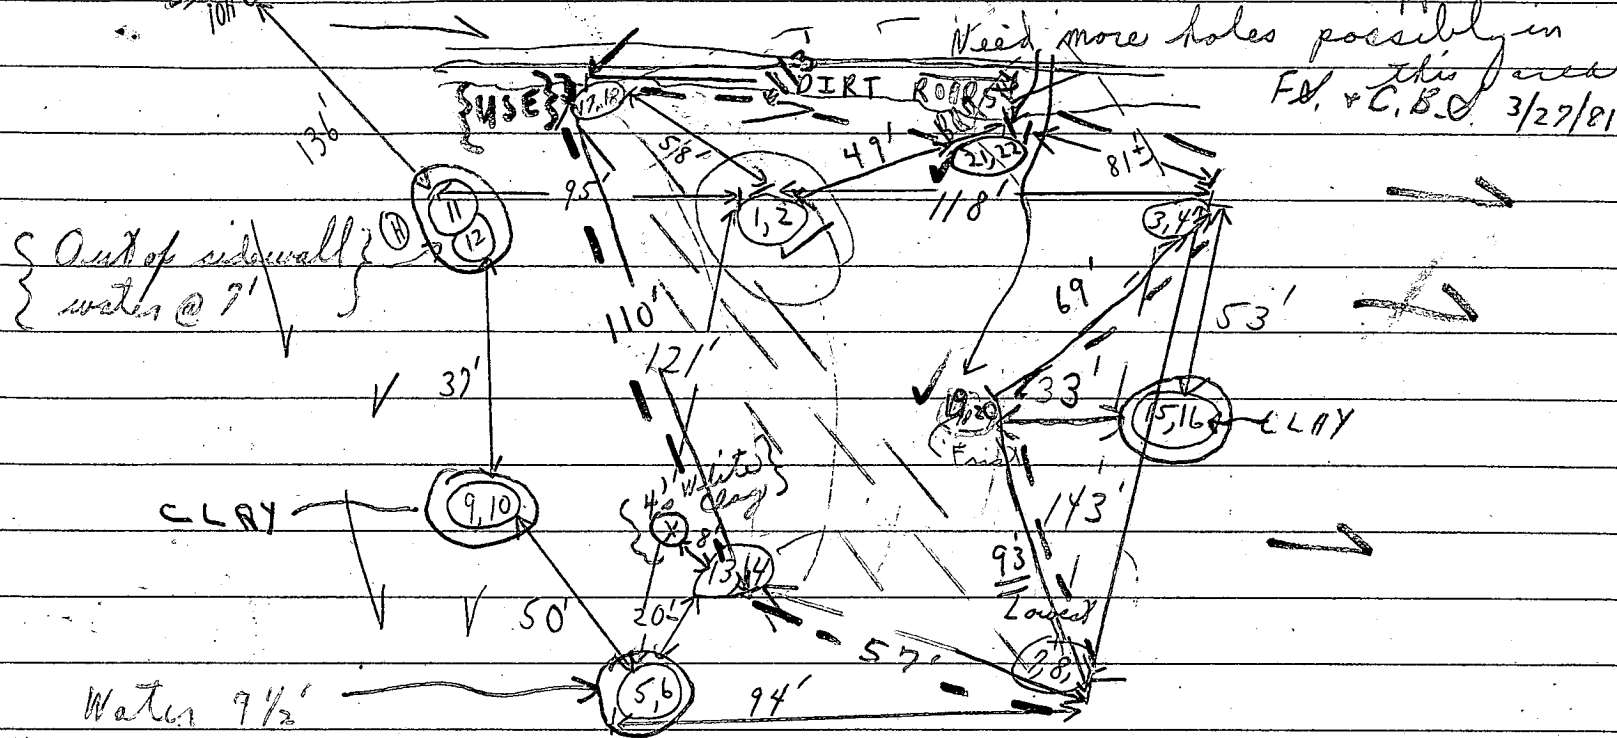 Need more holes possibly in
this area
3/27/81
DIRT ROAD
{USE}
17,18
136'
58'
49'
21,22
81±
95'
118'
11
12
H
1,2
3,4
{Out of sidewall}
{water @ 7'}
110'
69'
53'
121'
37'
33'
19,20
15,16
CLAY
White
Clay
4'
CLAY
9,10
X
8'
143'
13,14
93'
Lowest
50'
20'
57'
7,8
5,6
94'
Water 9½'